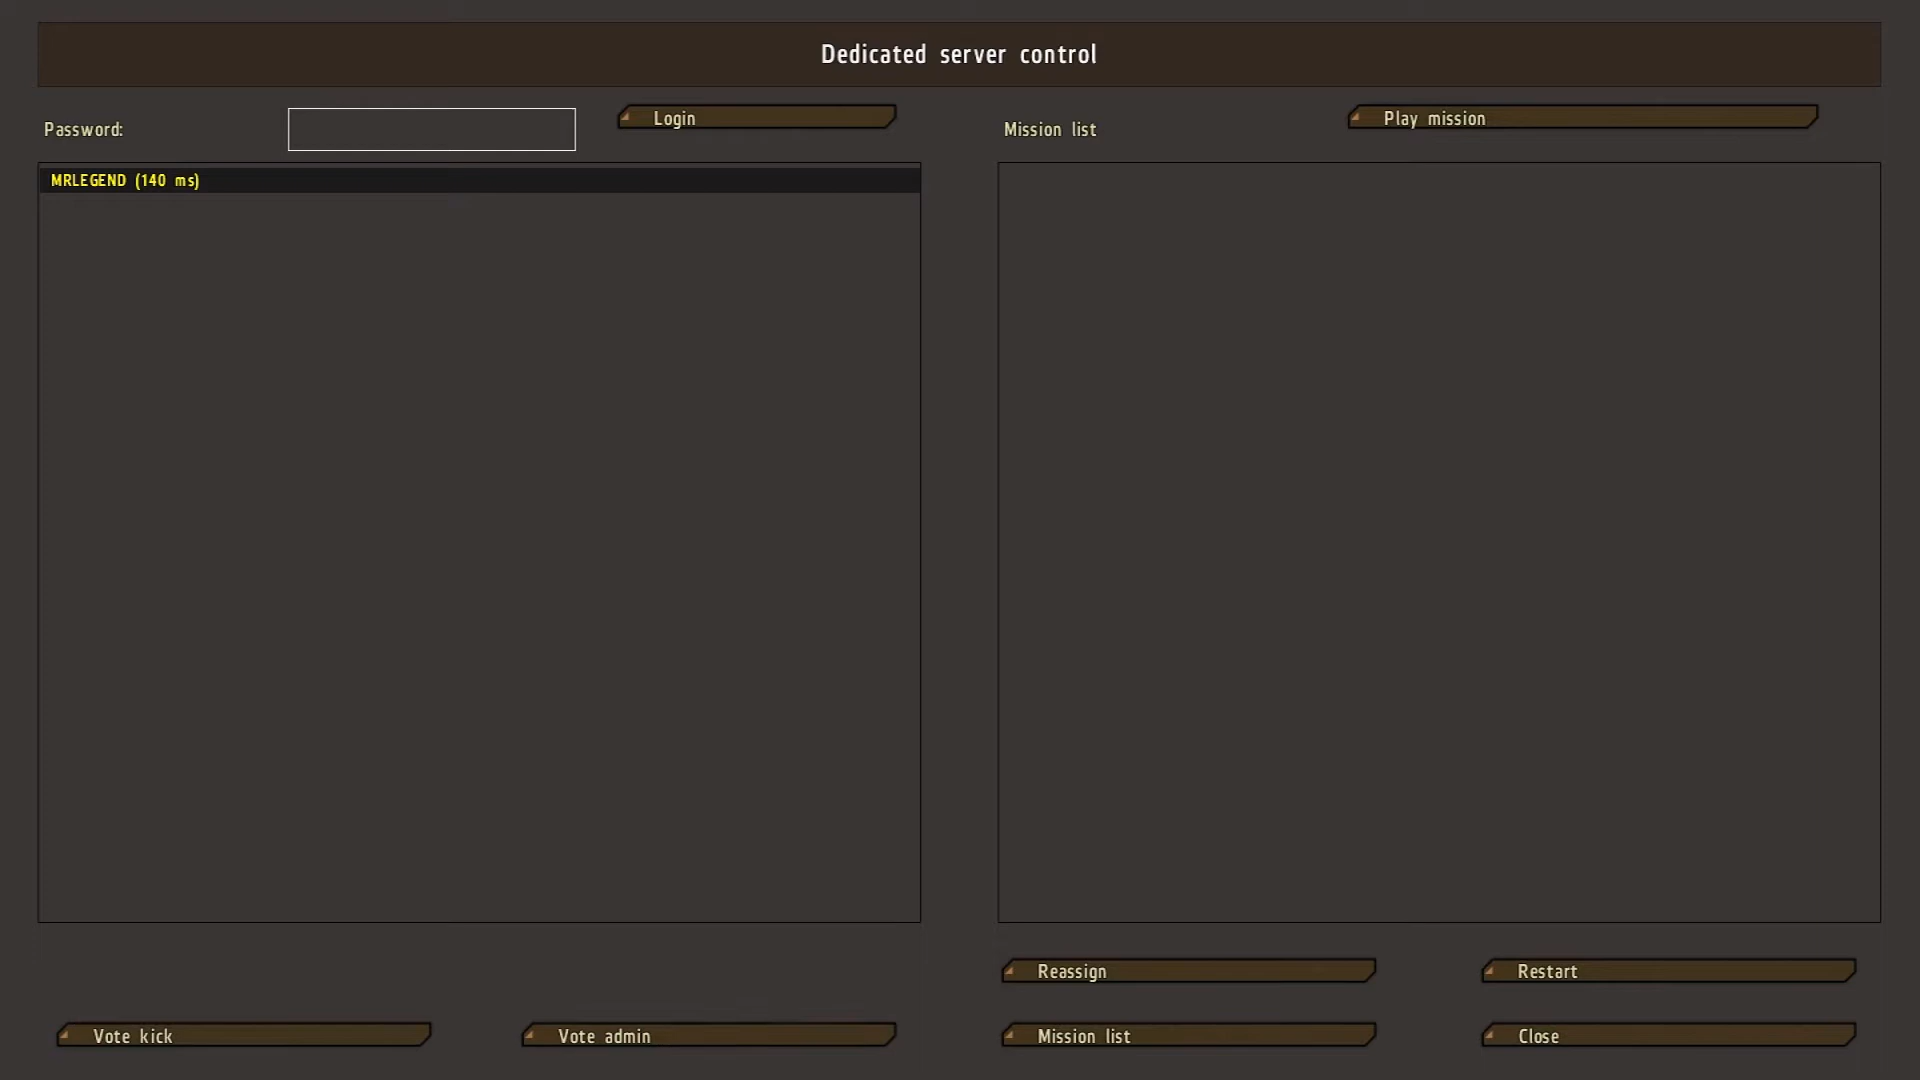 Dedicated server control
Password:
Login
Mission list
Play mission
MRLEGEND (140 ms)
Reassign
Restart
Vote kick
Vote admin
Mission list
Close